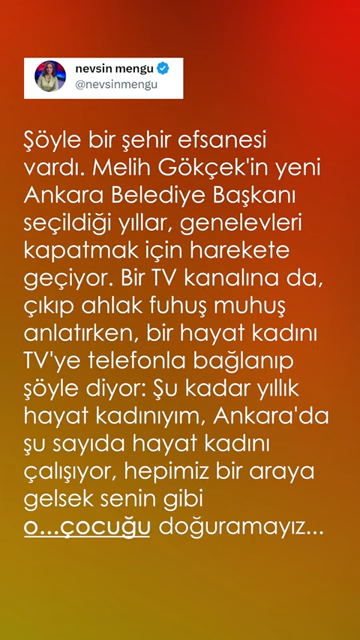 nevsin mengu
@nevsinmengu
Şöyle bir şehir efsanesi
vardı. Melih Gökçek'in yeni
Ankara Belediye Başkanı
seçildiği yıllar, genelevleri
kapatmak için harekete
geçiyor. Bir TV kanalına da,
çıkıp ahlak fuhuş muhuş
anlatırken, bir hayat kadını
TV'ye telefonla bağlanıp
şöyle diyor: Şu kadar yıllık
hayat kadınıyım, Ankara'da
şu sayıda hayat kadını
çalışıyor, hepimiz bir araya
gelsek senin gibi
o...çocuğu doğuramayız...